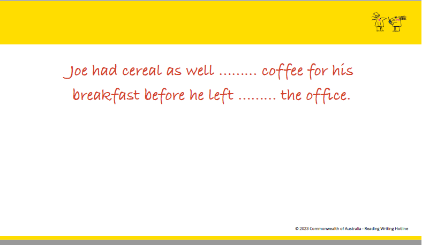 Joe had cereal as well ......... coffee for his
breakfast before he left ......... the office.
© 2023 Commonwealth of Australia - Reading Writing Hotline